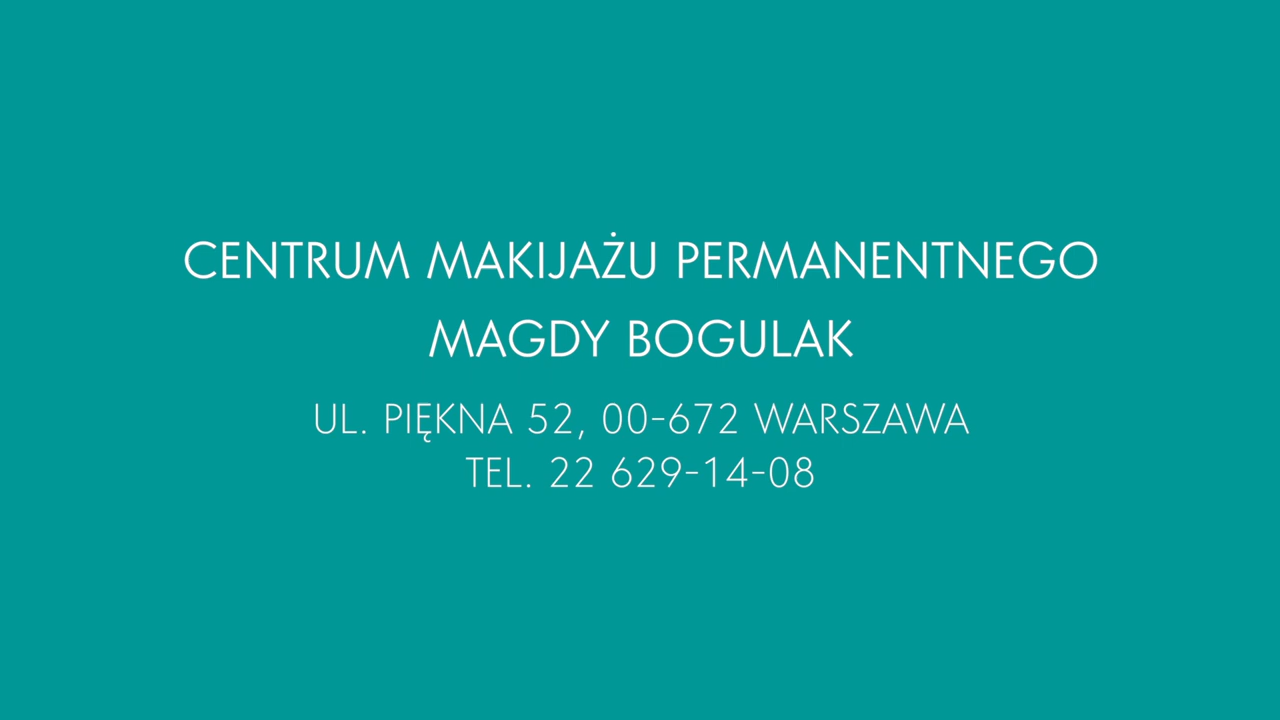 CENTRUM MAKIJAŻU PERMANENTNEGO
MAGDY BOGULAK
UL. PIĘKNA 52, 00-672 WARSZAWA
TEL. 22 629-14-08